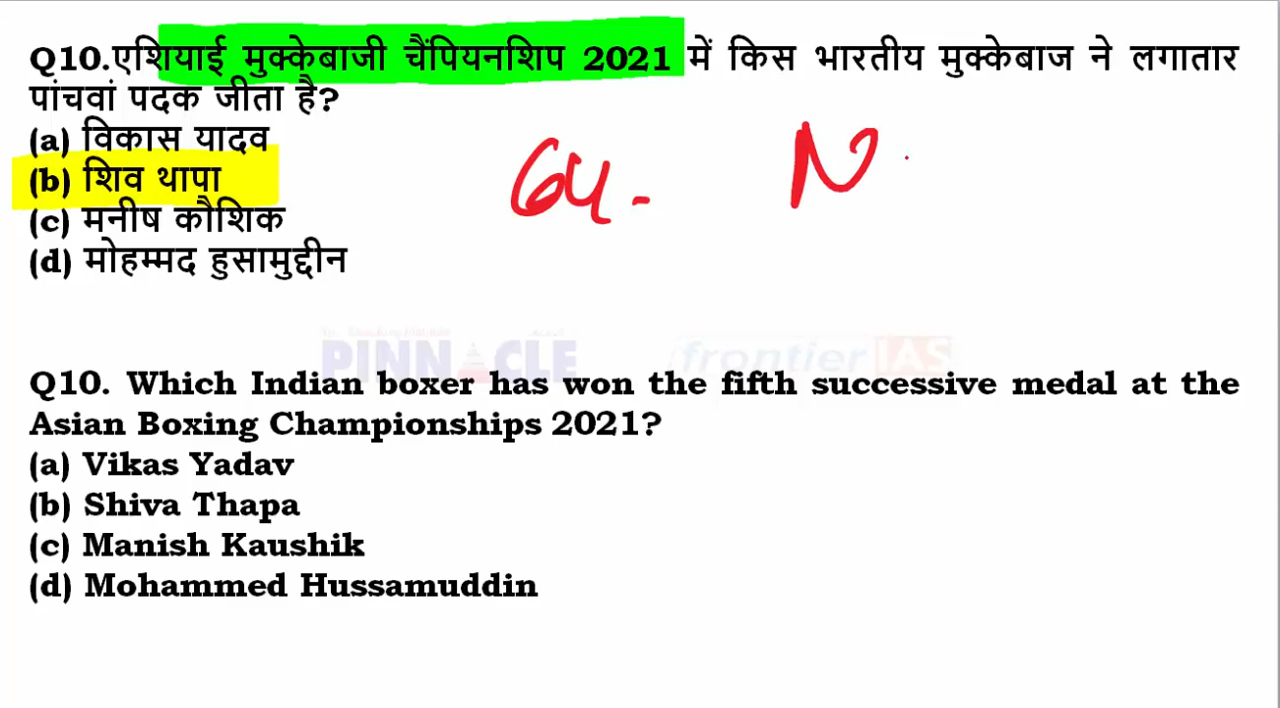 Q10.एशियाई मुक्केबाजी चैंपियनशिप 2021 में किस भारतीय मुक्केबाज ने लगातार
पांचवां पदक जीता है?
(a) विकास यादव
(b) शिव थापा
(c) मनीष कौशिक
(d) मोहम्मद हुसामुद्दीन
64. N
PINNACLE frontier IAS
Q10. Which Indian boxer has won the fifth successive medal at the
Asian Boxing Championships 2021?
(a) Vikas Yadav
(b) Shiva Thapa
(c) Manish Kaushik
(d) Mohammed Hussamuddin